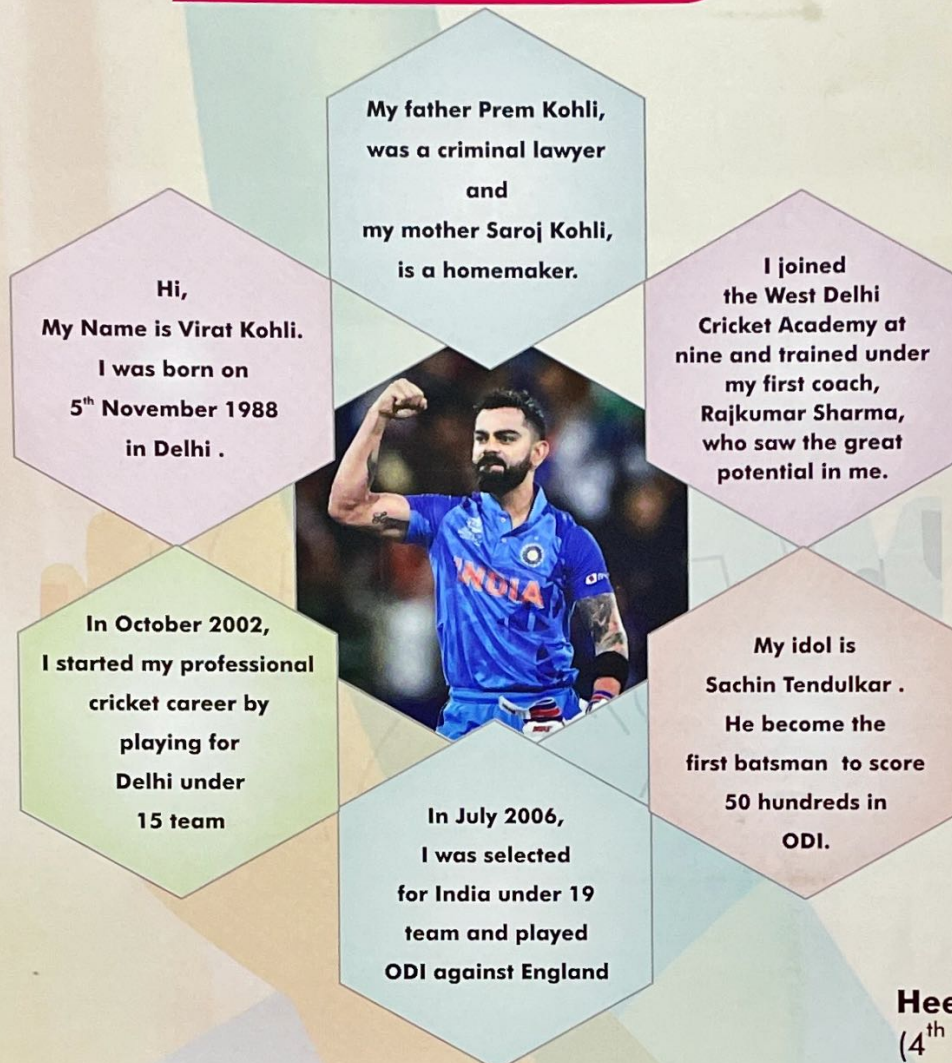 My father Prem Kohli,
was a criminal lawyer
and
my mother Saroj Kohli,
is a homemaker.
Hi,
My Name is Virat Kohli.
I was born on
5th November 1988
in Delhi .
I joined
the West Delhi
Cricket Academy at
nine and trained under
my first coach,
Rajkumar Sharma,
who saw the great
potential in me.
INDIA
In October 2002,
I started my professional
cricket career by
playing for
Delhi under
15 team
My idol is
Sachin Tendulkar .
He become the
first batsman to score
50 hundreds in
ODI.
In July 2006,
I was selected
for India under 19
team and played
ODI against England
(4th